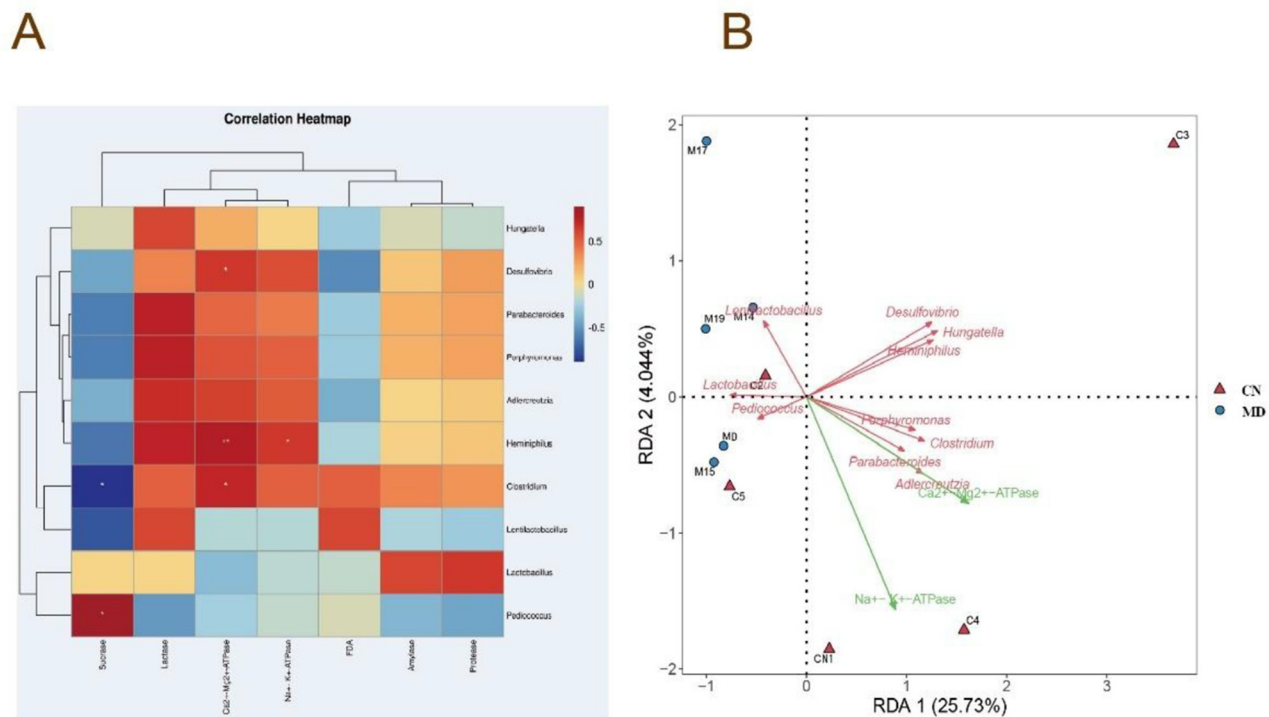 A
B
Correlation Heatmap
Hungatella
Desulfovibrio
Parabacteroides
Porphyromonas
Adlercreutzia
Heminiphilus
Clostridium
Lentilactobacillus
Lactobacillus
Pediococcus
0.5
0
-0.5
Sucrase
Lactase
Ca2+-Mg2+-ATPase
Na+-K+-ATPase
FDA
Amylase
Protease
RDA 2 (4.044%)
2
1
0
−1
−2
M17
C3
Lentilactobacillus
M14
M19
Desulfovibrio
Hungatella
Heminiphilus
C2
Lactobacillus
Pediococcus
Porphyromonas
Clostridium
MD
Parabacteroides
M15
Adlercreutzia
C5
Ca2+−Mg2+−ATPase
Na+−K+−ATPase
C4
CN1
−1
0
1
2
3
RDA 1 (25.73%)
CN
MD